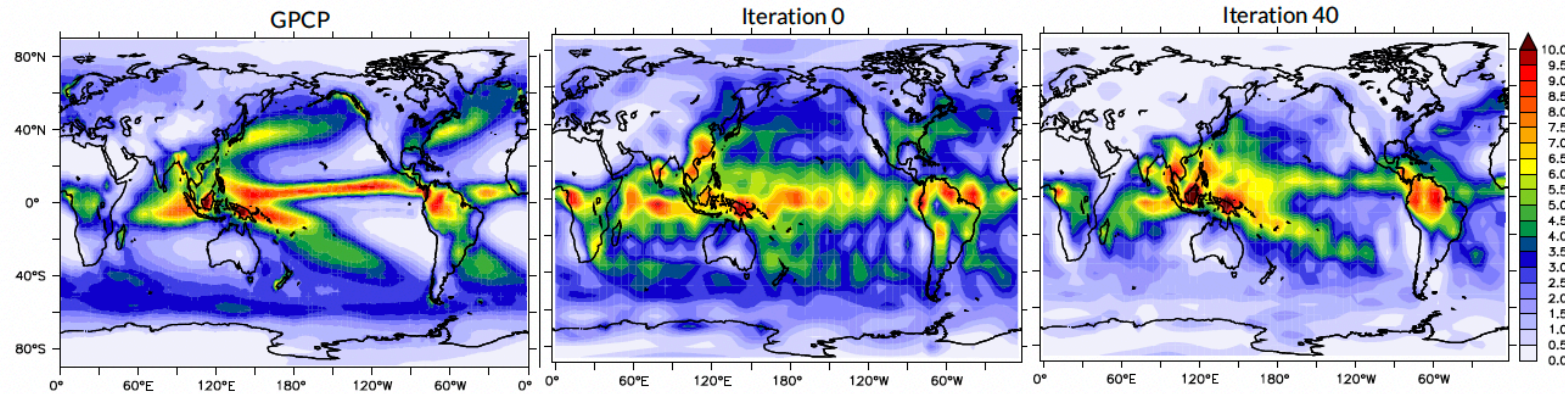 GPCP
Iteration 0
Iteration 40
80°N
40°N
0°
40°S
80°S
0° 60°E 120°E 180° 120°W 60°W 0°
0° 60°E 120°E 180° 120°W 60°W
0° 60°E 120°E 180 120°W 60°W
10.0
9.5
9.0
8.5
8.0
7.5
7.0
6.5
6.0
5.5
5.0
4.5
4.0
3.5
3.0
2.5
2.0
1.5
1.0
0.5
0.0